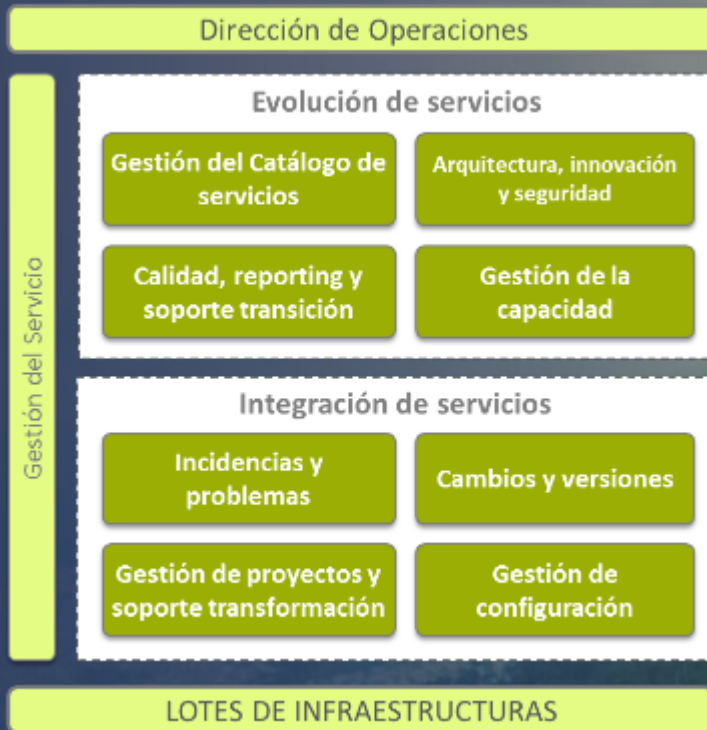 Dirección de Operaciones
Gestión del Servicio
Evolución de servicios
Gestión del Catálogo de
servicios
Arquitectura, innovación
y seguridad
Calidad, reporting y
soporte transición
Gestión de la
capacidad
Integración de servicios
Incidencias y
problemas
Cambios y versiones
Gestión de proyectos y
soporte transformación
Gestión de
configuración
LOTES DE INFRAESTRUCTURAS